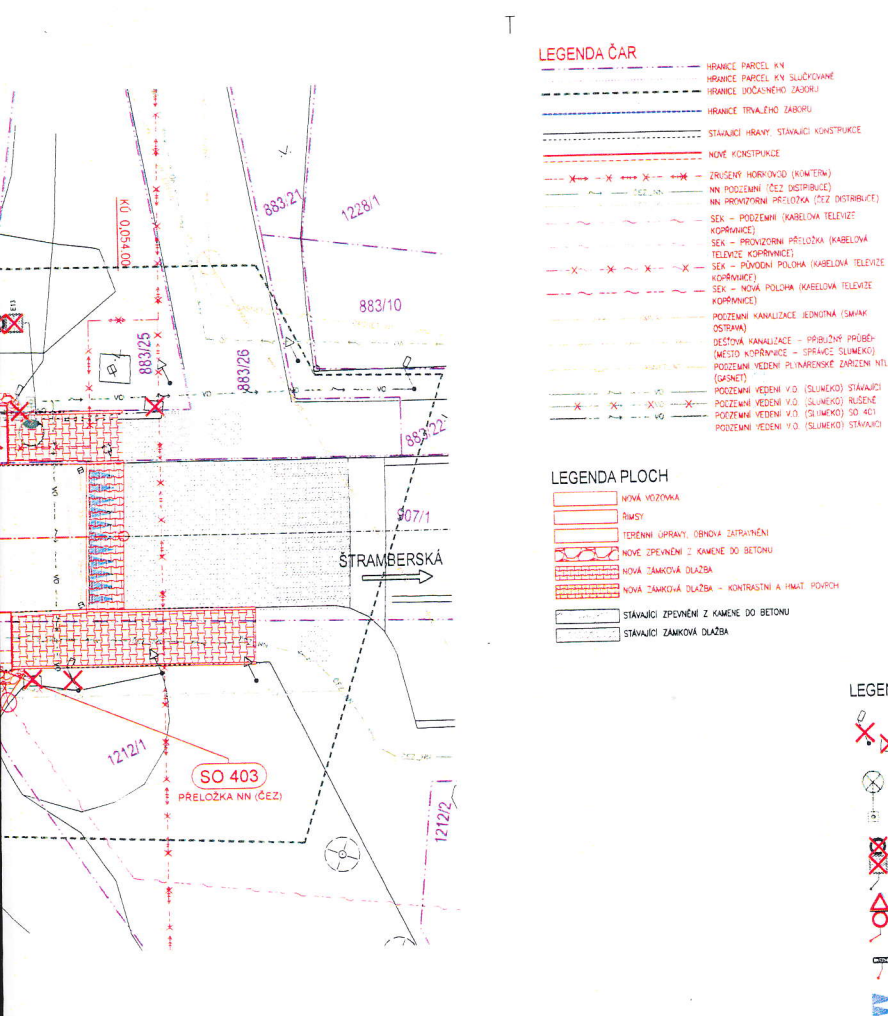 LEGENDA ČAR
HRANICE PARCEL KN
HRANICE PARCEL KN SLUČKOVANÉ
HRANICE DOČASNÉHO ZÁBORU
HRANICE TRVALÉHO ZÁBORU
STÁVAJÍCÍ HRANY, STÁVAJÍCÍ KONSTRUKCE
NOVÉ KONSTRUKCE
ZRUŠENÝ HORKOVOD (KOMTERM)
NN PODZEMNÍ (ČEZ DISTRIBUCE)
NN PROVIZORNÍ PŘELOŽKA (ČEZ DISTRIBUCE)
SEK – PODZEMNÍ (KABELOVÁ TELEVIZE
KOPŘIVNICE)
SEK – PROVIZORNÍ PŘELOŽKA (KABELOVÁ
TELEVIZE KOPŘIVNICE)
SEK – PŮVODNÍ POLOHA (KABELOVÁ TELEVIZE
KOPŘIVNICE)
SEK – NOVÁ POLOHA (KABELOVÁ TELEVIZE
KOPŘIVNICE)
PODZEMNÍ KANALIZACE JEDNOTNÁ (SMVAK
OSTRAVA)
DEŠŤOVÁ KANALIZACE – PŘIBLIŽNÝ PRŮBĚH
(MĚSTO KOPŘIVNICE – SPRÁVCE SLUMEKO)
PODZEMNÍ VEDENÍ PLYNÁRENSKÉ ZAŘÍZENÍ NTL
(GASNET)
PODZEMNÍ VEDENÍ V.O. (SLUMEKO) STÁVAJÍCÍ
PODZEMNÍ VEDENÍ V.O. (SLUMEKO) RUŠENÉ
PODZEMNÍ VEDENÍ V.O. (SLUMEKO) SO 401
PODZEMNÍ VEDENÍ V.O. (SLUMEKO) STÁVAJÍCÍ
LEGENDA PLOCH
NOVÁ VOZOVKA
ŘÍMSY
TERÉNNÍ ÚPRAVY, OBNOVA ZATRAVNĚNÍ
NOVÉ ZPEVNĚNÍ Z KAMENE DO BETONU
NOVÁ ZÁMKOVÁ DLAŽBA
NOVÁ ZÁMKOVÁ DLAŽBA – KONTRASTNÍ A HMAT. POVRCH
STÁVAJÍCÍ ZPEVNĚNÍ Z KAMENE DO BETONU
STÁVAJÍCÍ ZÁMKOVÁ DLAŽBA
LEGEN
KÚ 0,054 00
883/21
1228/1
883/10
E13
883/25
883/26
883/22
907/1
ŠTRAMBERSKÁ
1212/1
SO 403
PŘELOŽKA NN (ČEZ)
1212/2